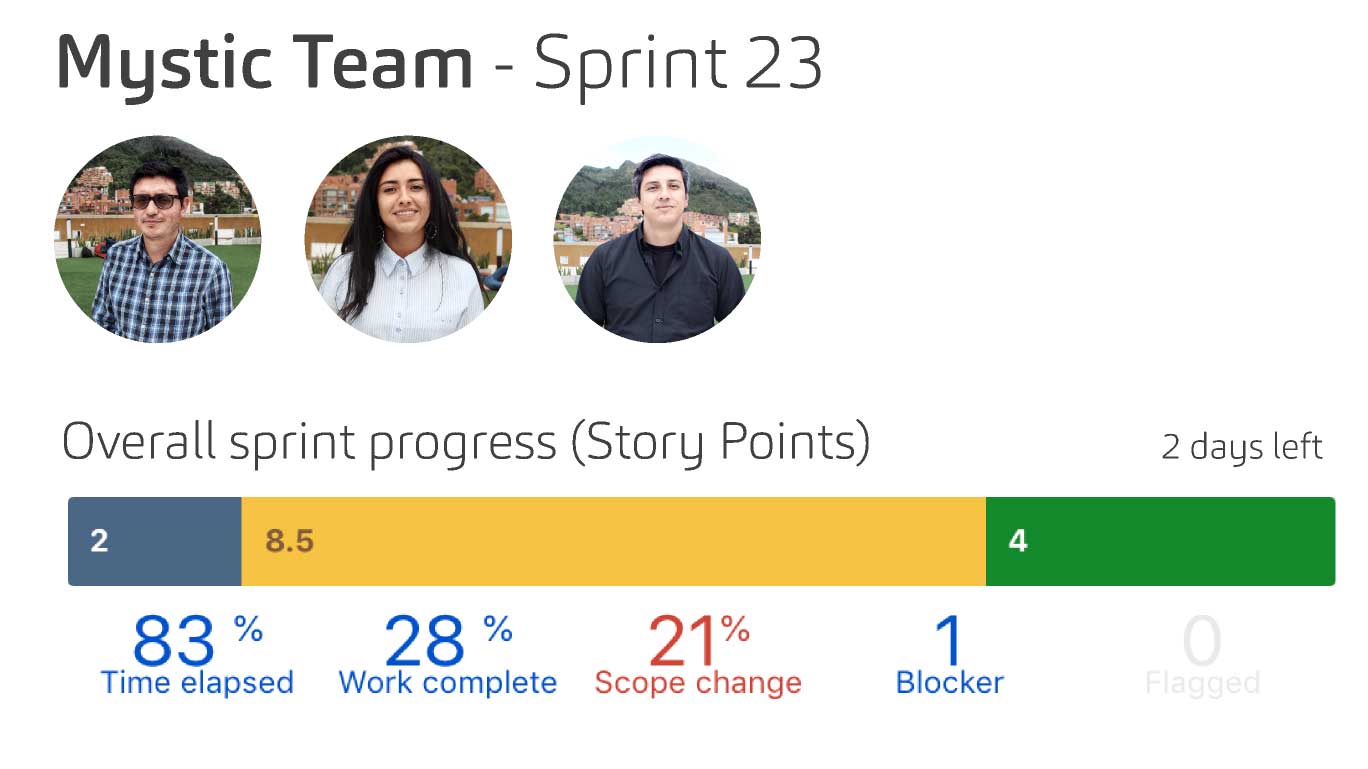 Mystic Team - Sprint 23
Overall sprint progress (Story Points)
2 days left
2 8.5 4
83 % 28 % 21% 1 0
Time elapsed Work complete Scope change Blocker Flagged